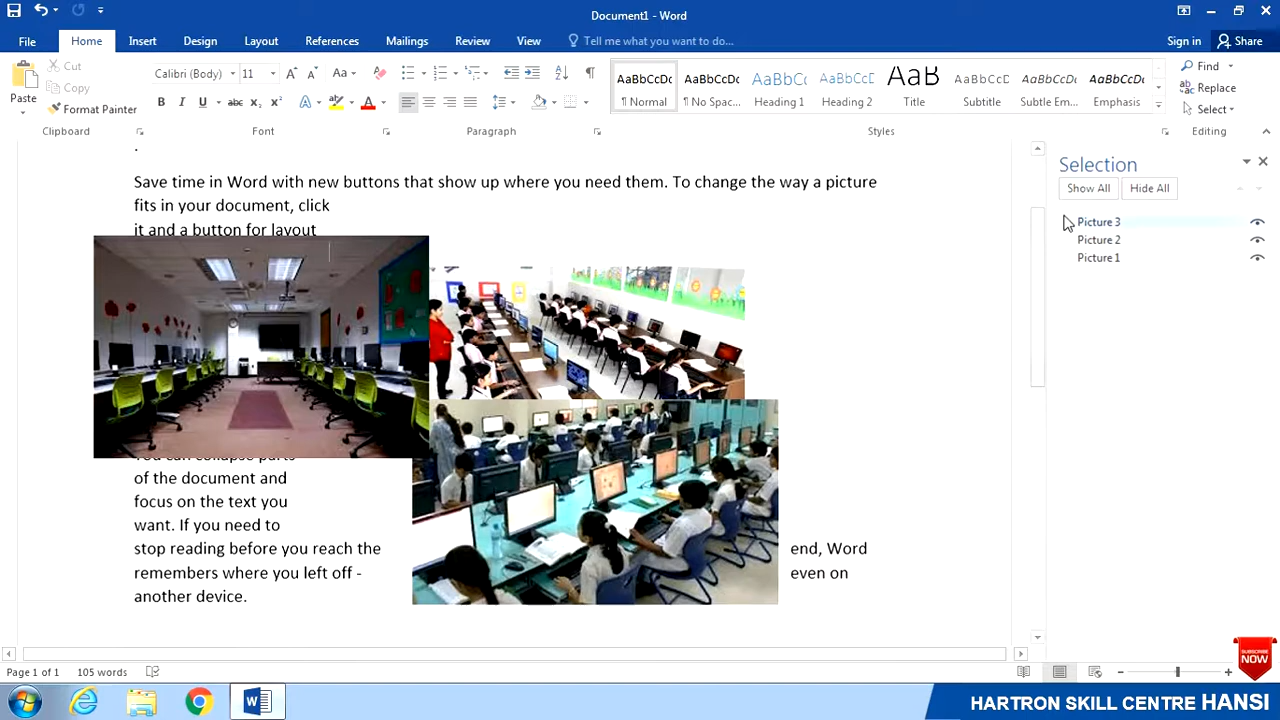 Document1 - Word
File
Home
Insert
Design
Layout
References
Mailings
Review
View
Tell me what you want to do...
Sign in
Share
Paste
Cut
Copy
Format Painter
Clipboard
Calibri (Body)
11
Font
Paragraph
AaBbCcDc
¶ Normal
AaBbCcDc
¶ No Spac...
AaBbCc
Heading 1
AaBbCcC
Heading 2
AaB
Title
AaBbCcD
Subtitle
AaBbCcDc
Subtle Em...
AaBbCcDc
Emphasis
Styles
Find
Replace
Select
Editing
Save time in Word with new buttons that show up where you need them. To change the way a picture
fits in your document, click
it and a button for layout
You can collapse parts
of the document and
focus on the text you
want. If you need to
stop reading before you reach the end, Word
remembers where you left off - even on
another device.
Selection
Show All
Hide All
Picture 3
Picture 2
Picture 1
Page 1 of 1
105 words
SUBSCRIBE
NOW
HARTRON SKILL CENTRE HANSI